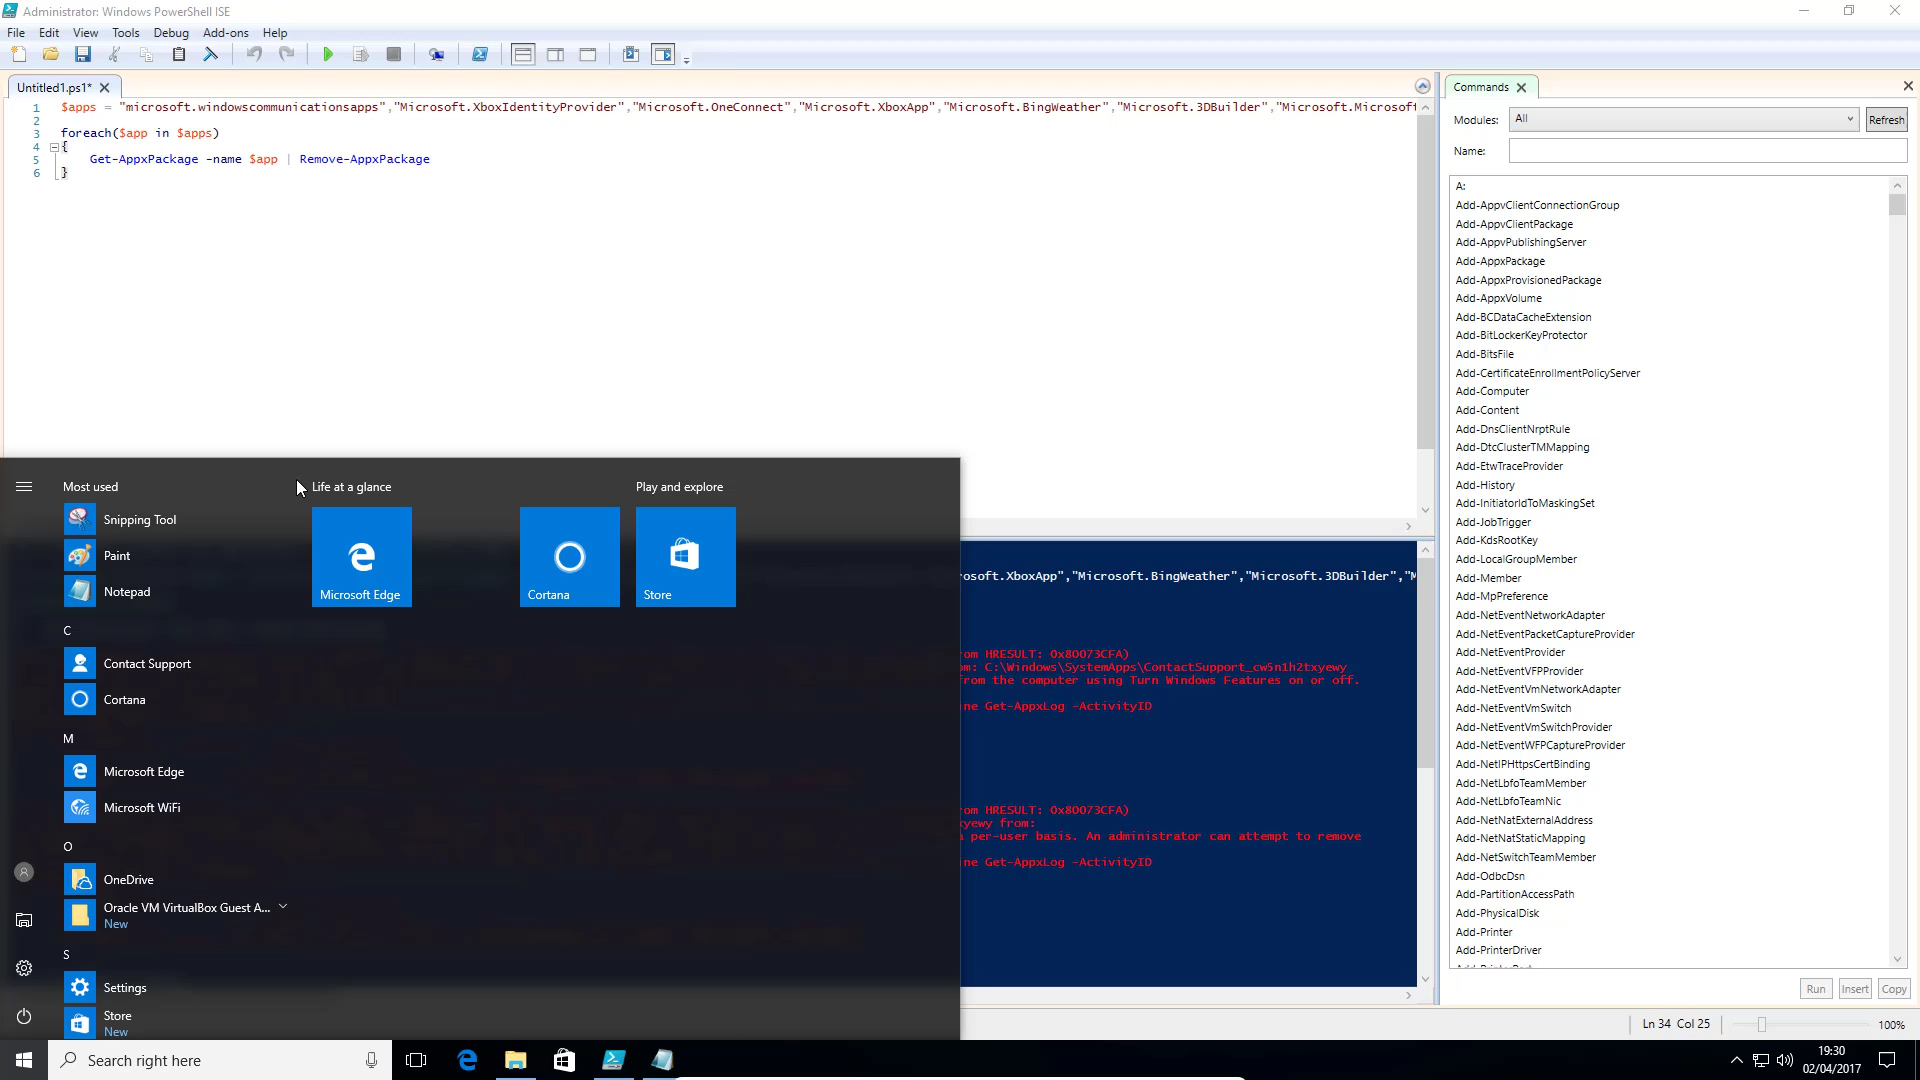 Administrator: Windows PowerShell ISE
File Edit View Tools Debug Add-ons Help
Untitled1.ps1*
1 $apps = "microsoft.windowscommunicationsapps","Microsoft.XboxIdentityProvider","Microsoft.OneConnect","Microsoft.XboxApp","Microsoft.BingWeather","Microsoft.3DBuilder","Microsoft.Microsoft
2
3 foreach($app in $apps)
4 {
5 Get-AppxPackage -name $app | Remove-AppxPackage
6 }
Most used
Snipping Tool
Paint
Notepad
C
Contact Support
Cortana
M
Microsoft Edge
Microsoft WiFi
O
OneDrive
Oracle VM VirtualBox Guest A...
New
S
Settings
Store
New
Life at a glance
Microsoft Edge
Cortana
Play and explore
Store
rosoft.XboxApp","Microsoft.BingWeather","Microsoft.3DBuilder","M
rom HRESULT: 0x80073CFA)
om: C:\Windows\SystemApps\ContactSupport_cw5n1h2txyewy
from the computer using Turn Windows Features on or off.
ine Get-AppxLog -ActivityID
rom HRESULT: 0x80073CFA)
xyewy from:
per-user basis. An administrator can attempt to remove
ine Get-AppxLog -ActivityID
Commands
Modules: All Refresh
Name:
A:
Add-AppvClientConnectionGroup
Add-AppvClientPackage
Add-AppvPublishingServer
Add-AppxPackage
Add-AppxProvisionedPackage
Add-AppxVolume
Add-BCDataCacheExtension
Add-BitLockerKeyProtector
Add-BitsFile
Add-CertificateEnrollmentPolicyServer
Add-Computer
Add-Content
Add-DnsClientNrptRule
Add-DtcClusterTMMapping
Add-EtwTraceProvider
Add-History
Add-InitiatorIdToMaskingSet
Add-JobTrigger
Add-KdsRootKey
Add-LocalGroupMember
Add-Member
Add-MpPreference
Add-NetEventNetworkAdapter
Add-NetEventPacketCaptureProvider
Add-NetEventProvider
Add-NetEventVFPProvider
Add-NetEventVmNetworkAdapter
Add-NetEventVmSwitch
Add-NetEventVmSwitchProvider
Add-NetEventWFPCaptureProvider
Add-NetIPHttpsCertBinding
Add-NetLbfoTeamMember
Add-NetLbfoTeamNic
Add-NetNatExternalAddress
Add-NetNatStaticMapping
Add-NetSwitchTeamMember
Add-OdbcDsn
Add-PartitionAccessPath
Add-PhysicalDisk
Add-Printer
Add-PrinterDriver
Run Insert Copy
Ln 34 Col 25 100%
Search right here
19:30
02/04/2017